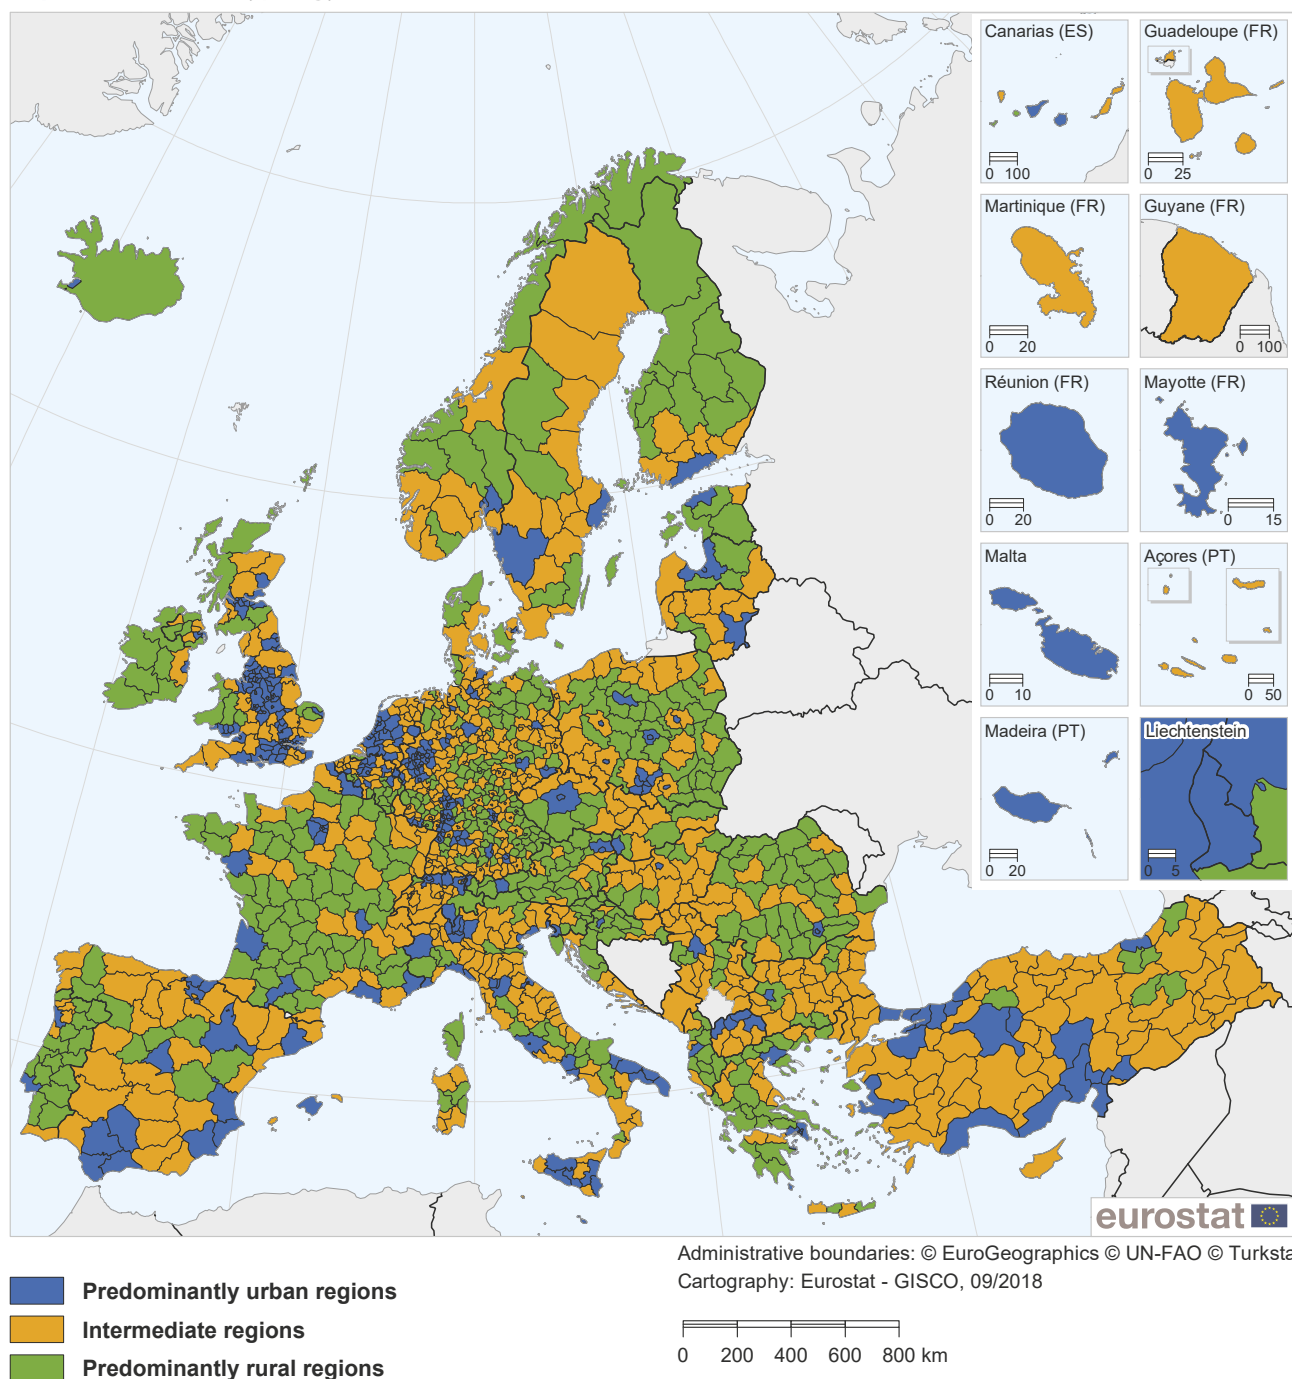 Canarias (ES)
0 100
Guadeloupe (FR)
0 25
Martinique (FR)
0 20
Guyane (FR)
0 100
Réunion (FR)
0 20
Mayotte (FR)
0 15
Malta
0 10
Açores (PT)
0 50
Madeira (PT)
0 20
Liechtenstein
0 5
eurostat
Administrative boundaries: © EuroGeographics © UN-FAO © Turksta
Cartography: Eurostat - GISCO, 09/2018
Predominantly urban regions
Intermediate regions
Predominantly rural regions
0 200 400 600 800 km